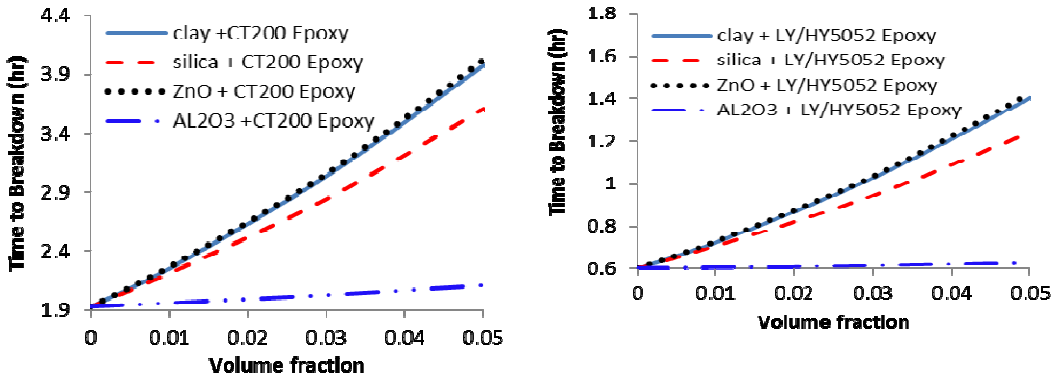 Time to Breakdown (hr)
4.4
3.9
3.4
2.9
2.4
1.9
clay +CT200 Epoxy
silica + CT200 Epoxy
ZnO + CT200 Epoxy
AL2O3 +CT200 Epoxy
0 0.01 0.02 0.03 0.04 0.05
Volume fraction
Time to Breakdown (hr)
1.8
1.6
1.4
1.2
1
0.8
0.6
clay + LY/HY5052 Epoxy
silica + LY/HY5052 Epoxy
ZnO + LY/HY5052 Epoxy
AL2O3 + LY/HY5052 Epoxy
0 0.01 0.02 0.03 0.04 0.05
Volume fraction